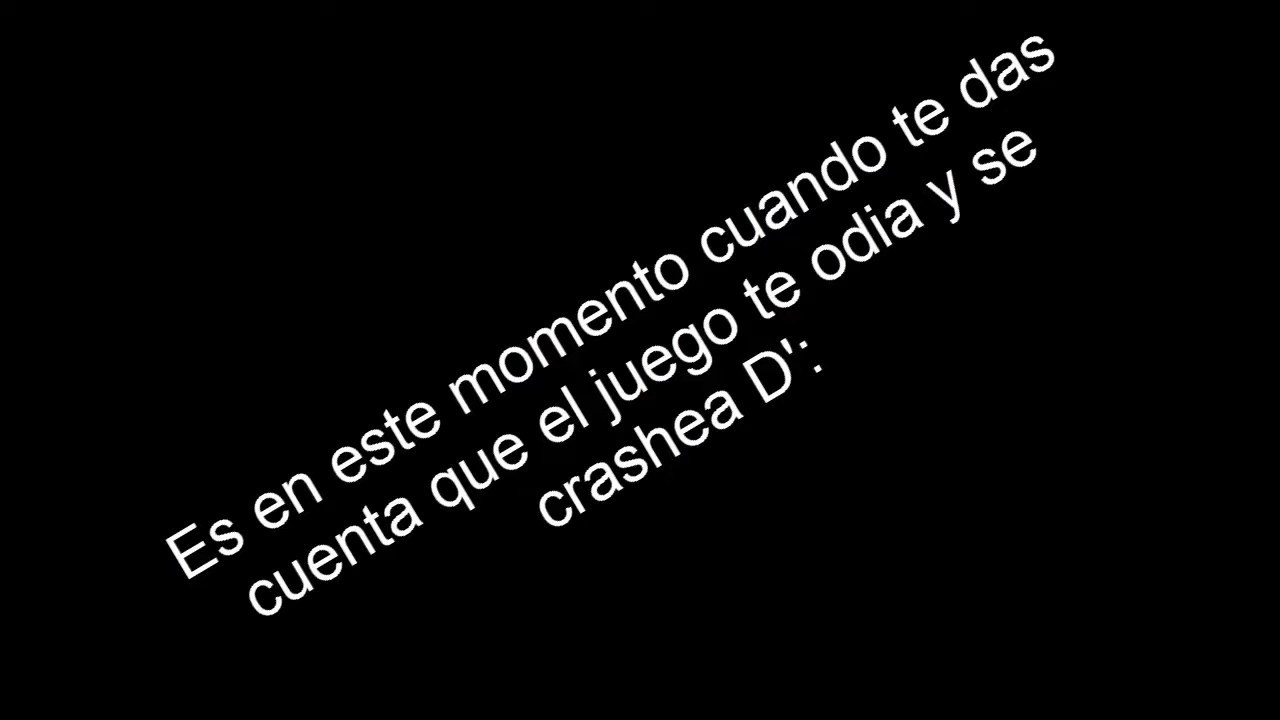 Es en este momento cuando te das
cuenta que el juego te odia y se
crashea D':